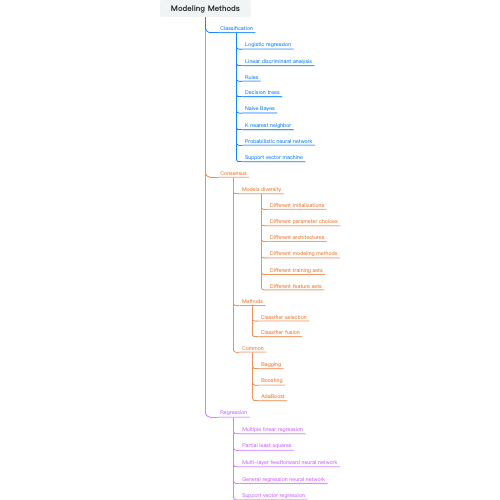 Modeling Methods
Classification
Logistic regression
Linear discriminant analysis
Rules
Decision trees
Naive Bayes
K-nearest neighbor
Probabilistic neural network
Support vector machine
Consensus
Models diversity
Different initializations
Different parameter choices
Different architectures
Different modeling methods
Different training sets
Different feature sets
Methods
Classifier selection
Classifier fusion
Common
Bagging
Boosting
AdaBoost
Regression
Multiple linear regression
Partial least squares
Multi-layer feedforward neural network
General regression neural network
Support vector regression